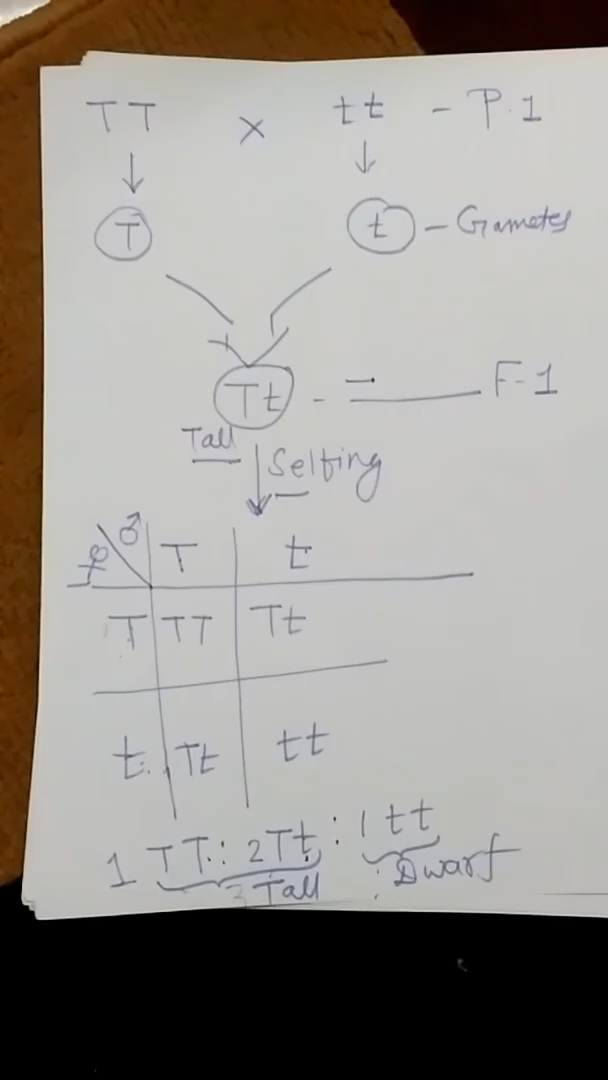 TT × tt - P.1
T t - Gametes
Tt - F-1
Tall
Selfing
♀ ♂ T t
T TT Tt
t Tt tt
1 TT : 2Tt : 1 tt
3 Tall : Dwarf